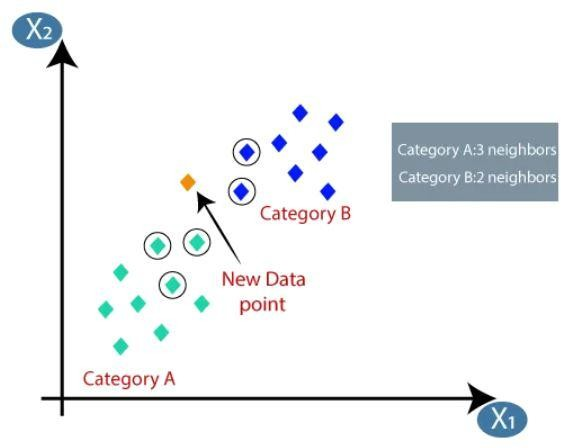 X2
Category A:3 neighbors
Category B:2 neighbors
Category B
New Data
point
Category A
X1